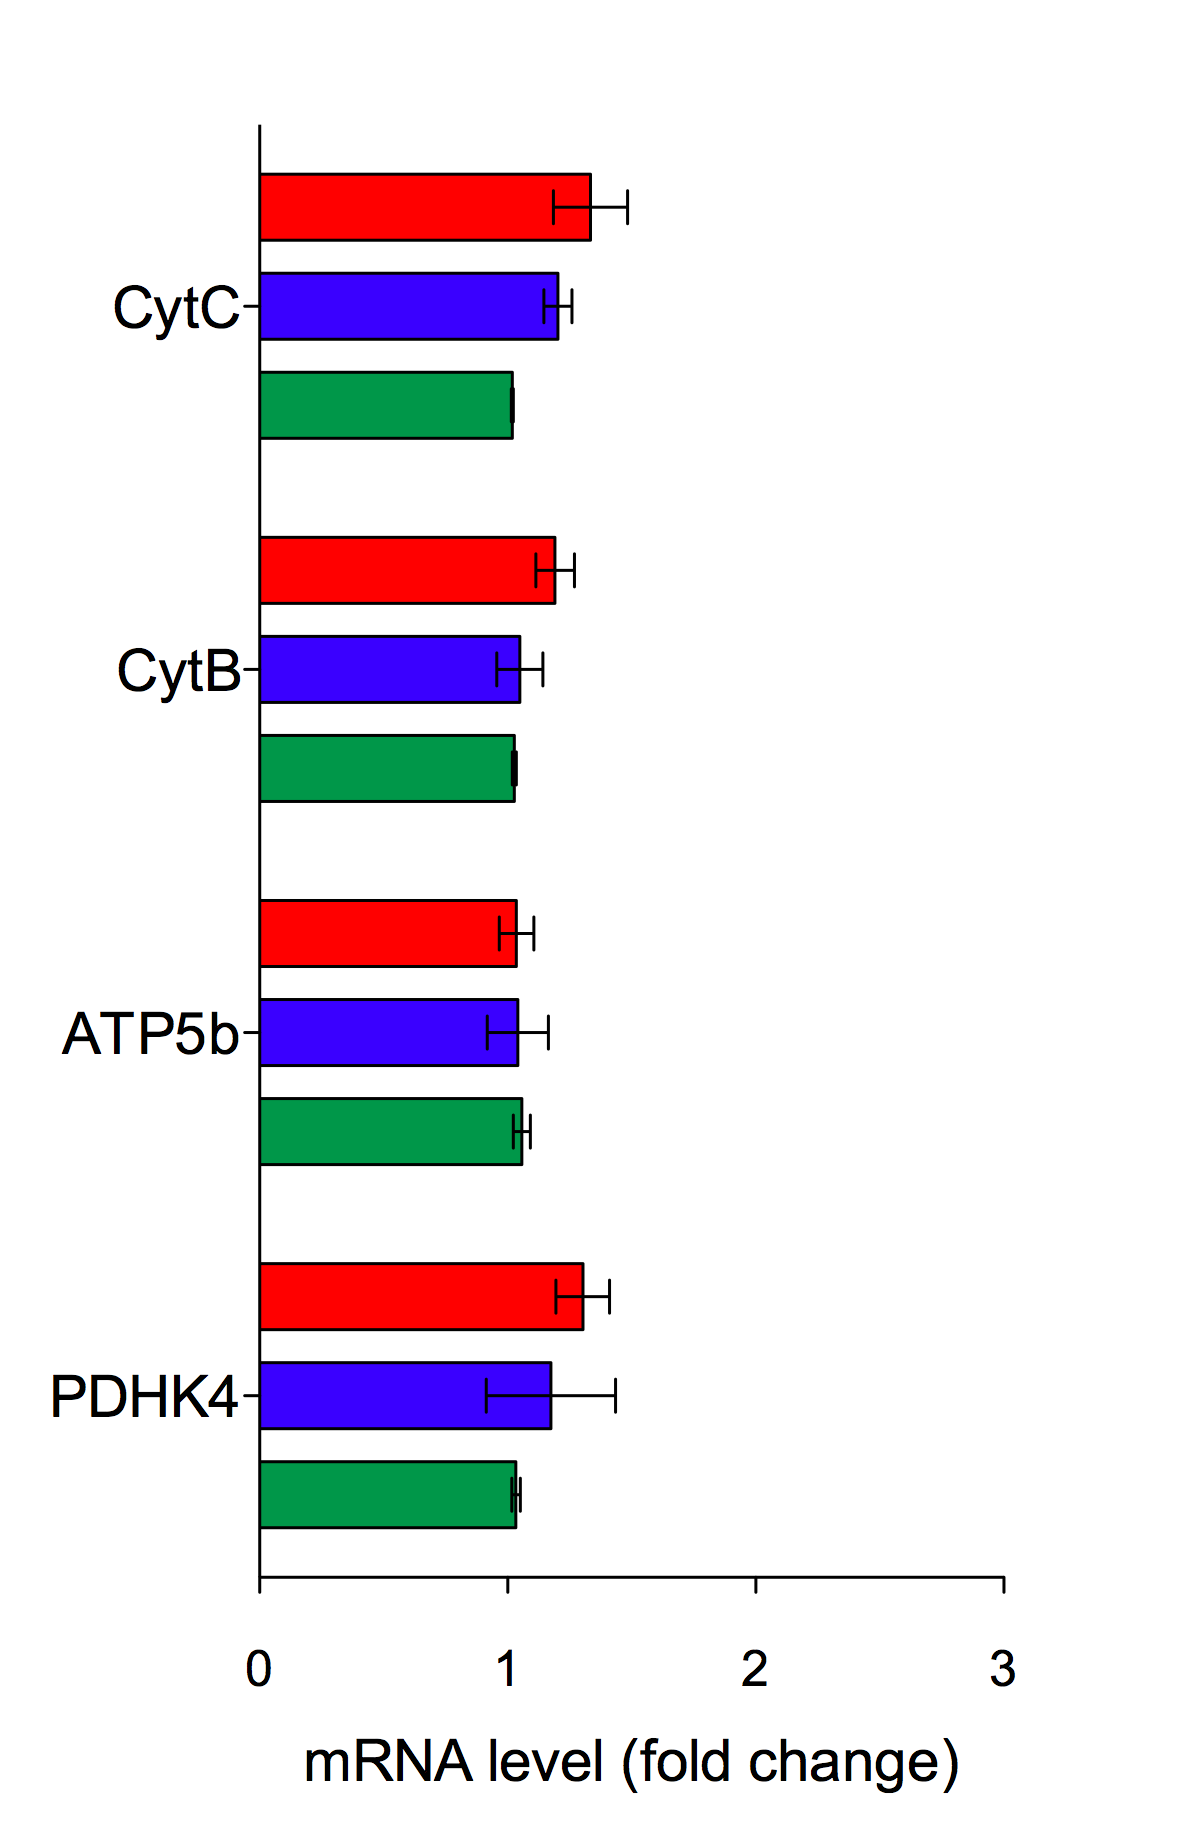 CytC
CytB
ATP5b
PDHK4
0 1 2 3
mRNA level (fold change)